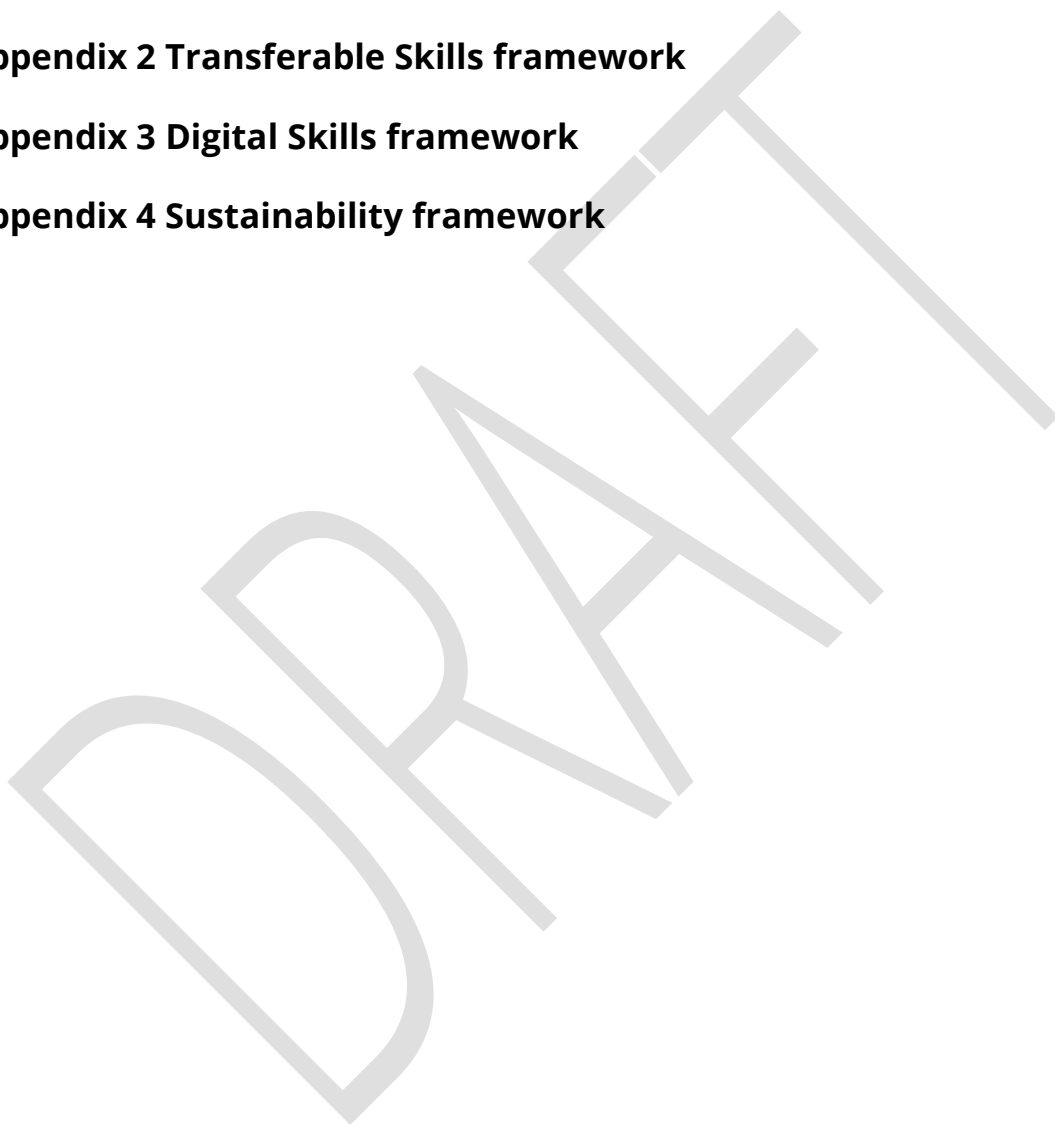 ppendix 2 Transferable Skills framework
ppendix 3 Digital Skills framework
ppendix 4 Sustainability framework
DRAFT